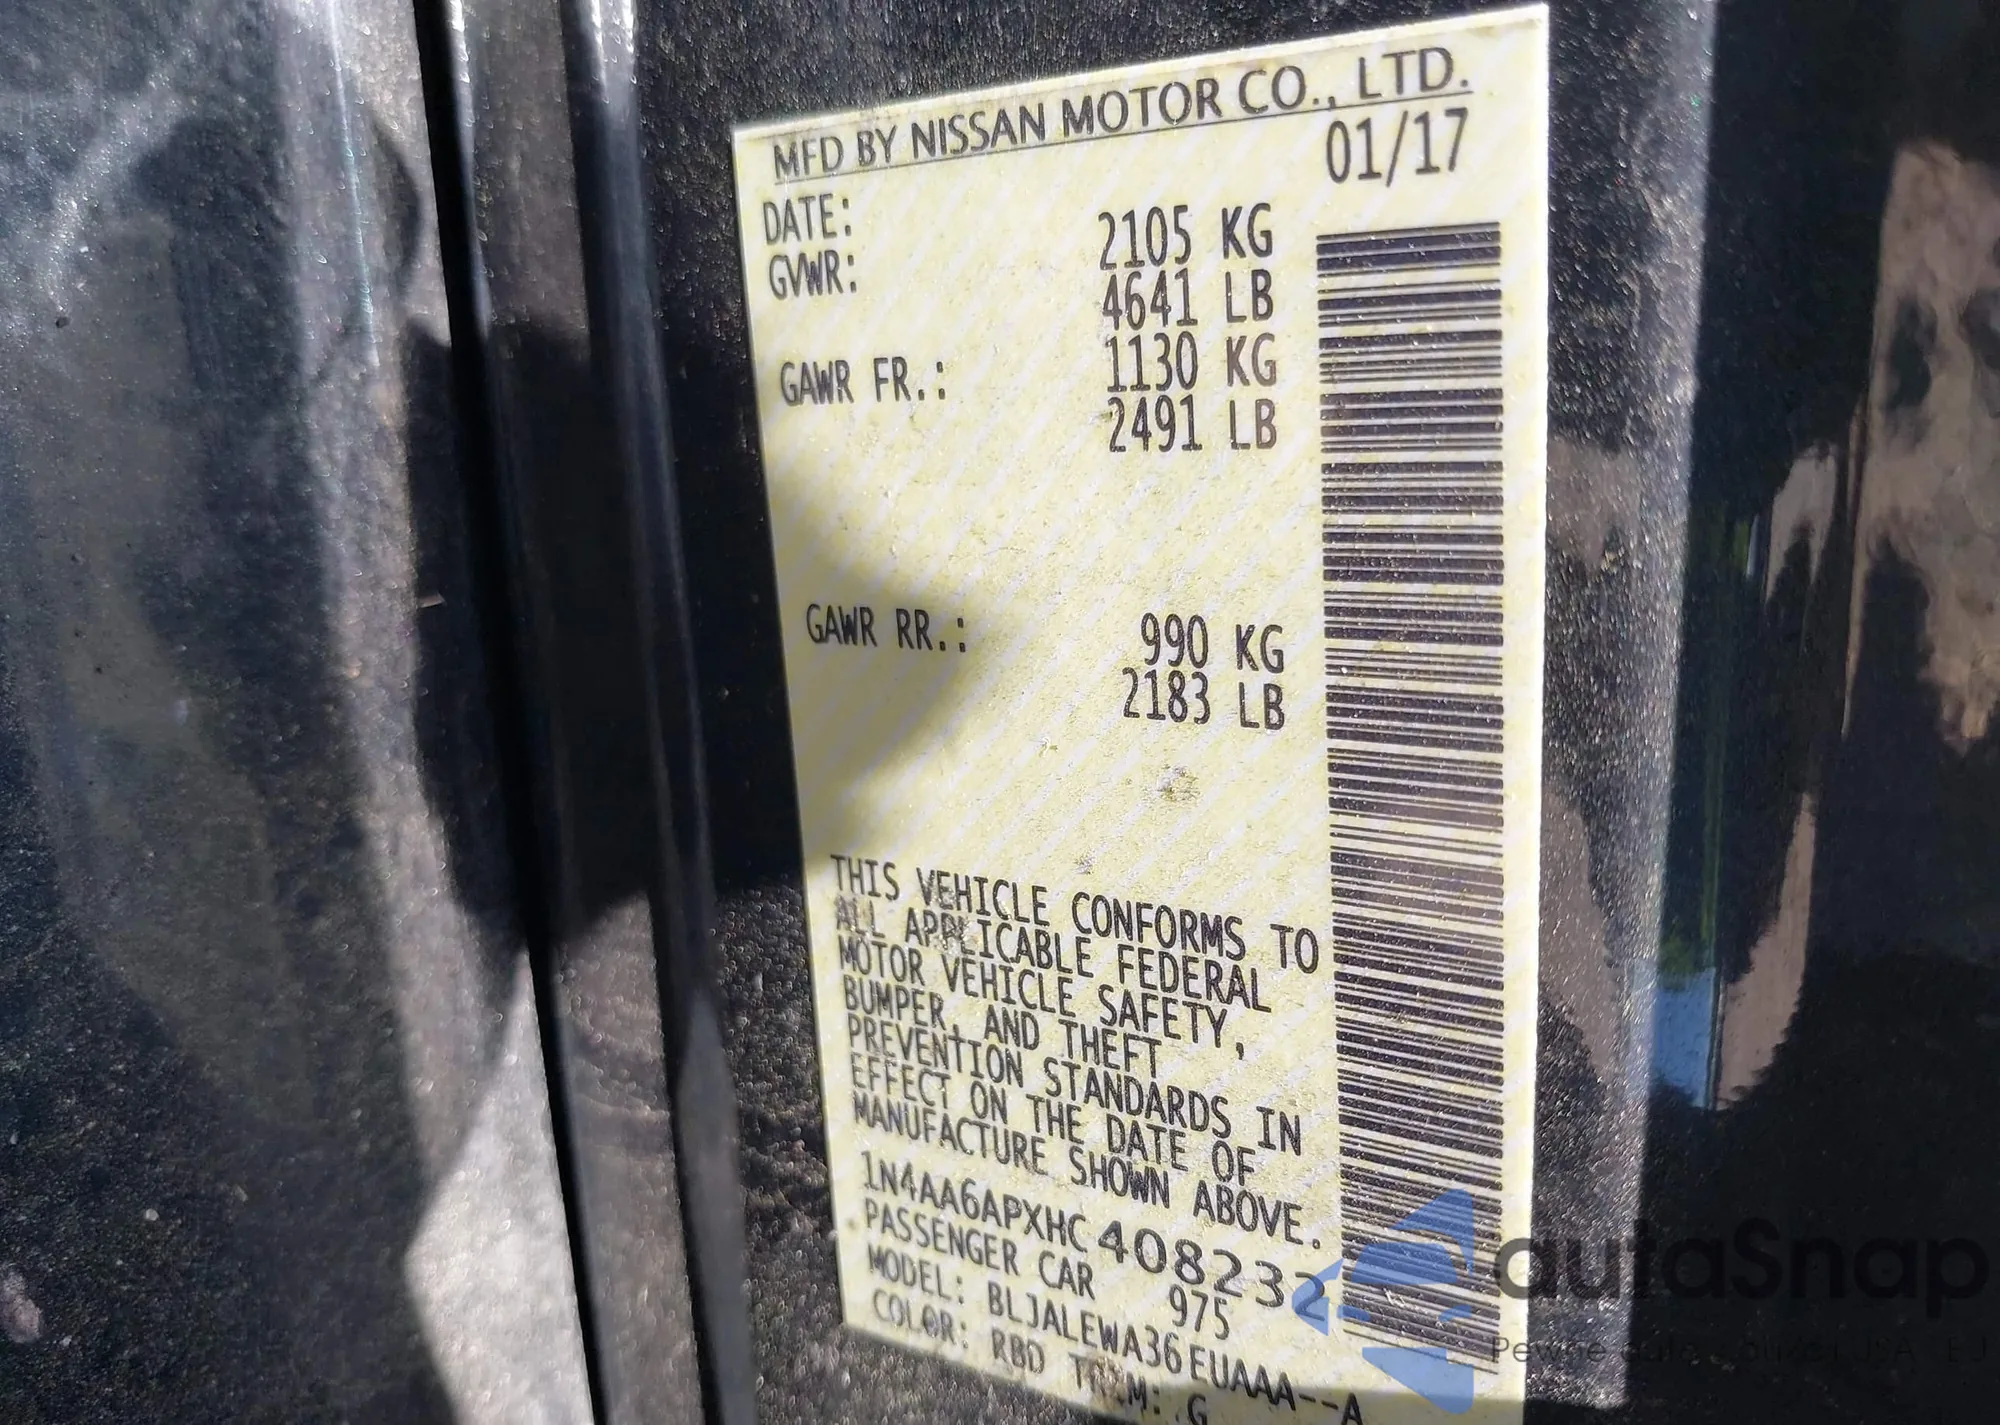 MFD BY NISSAN MOTOR CO., LTD.
DATE: 01/17
GVWR: 2105 KG
4641 LB
GAWR FR.: 1130 KG
2491 LB
GAWR RR.: 990 KG
2183 LB
THIS VEHICLE CONFORMS TO
ALL APPLICABLE FEDERAL
MOTOR VEHICLE SAFETY,
BUMPER, AND THEFT
PREVENTION STANDARDS IN
EFFECT ON THE DATE OF
MANUFACTURE SHOWN ABOVE.
1N4AA6APXHC408232
PASSENGER CAR 975
MODEL: BLJALEWA36EUAAA--A
COLOR: RBD TRIM: G
autaSnap